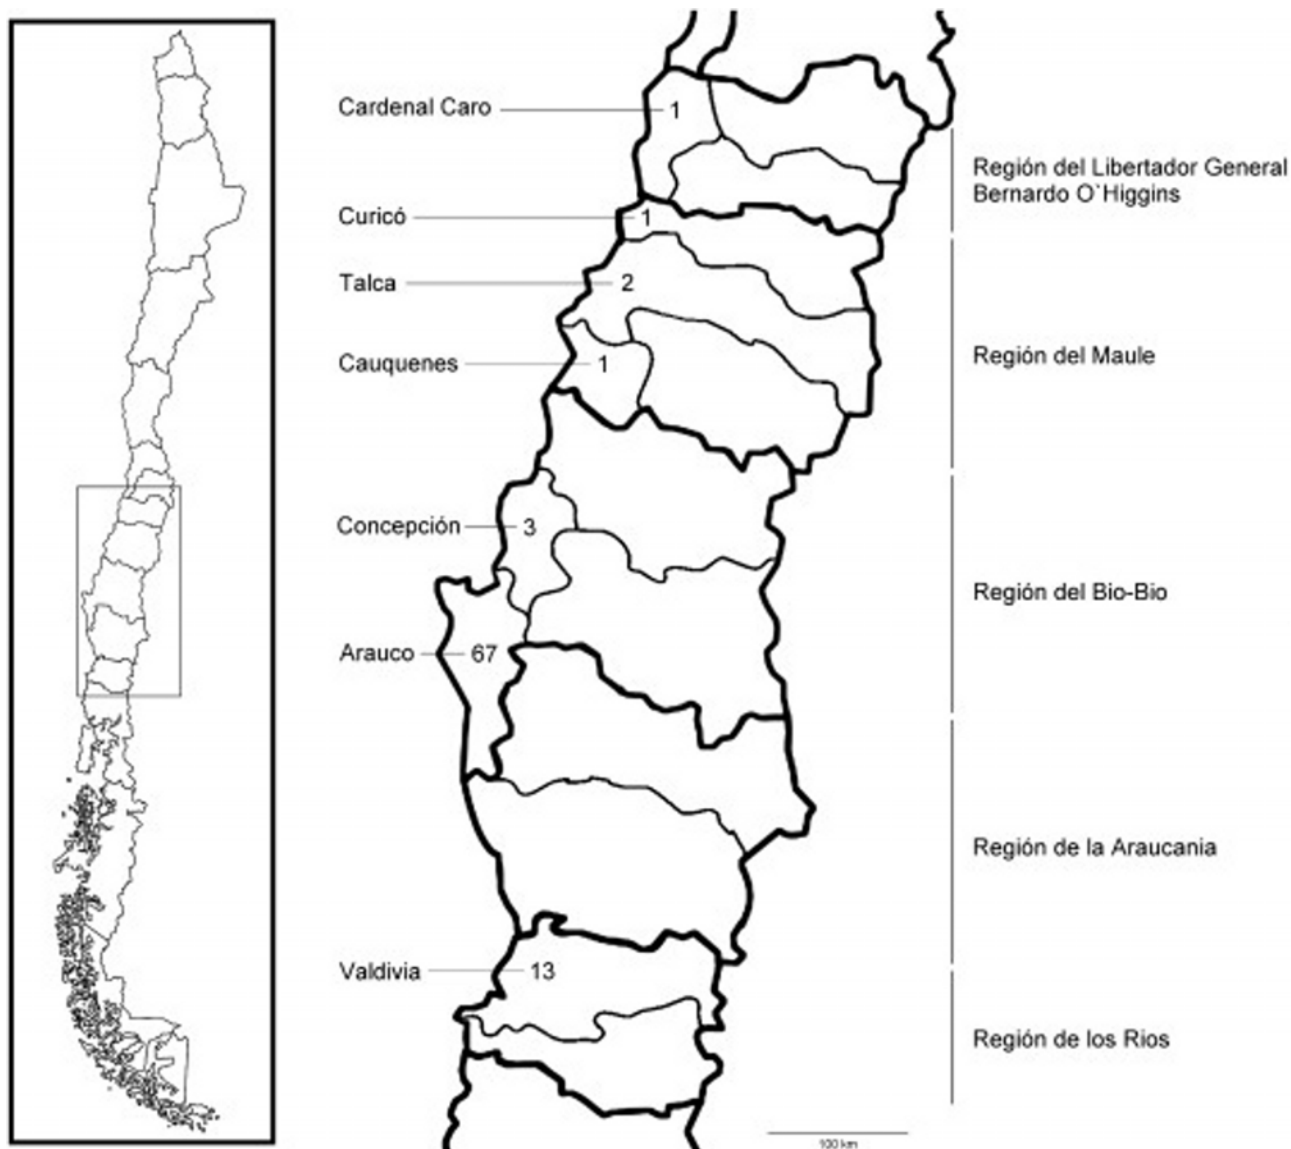 Cardenal Caro
1
Región del Libertador General
Bernardo O`Higgins
Curicó
1
Talca
2
Región del Maule
Cauquenes
1
Concepción
3
Región del Bio-Bio
Arauco
67
Región de la Araucania
Valdivia
13
Región de los Rios
100 km